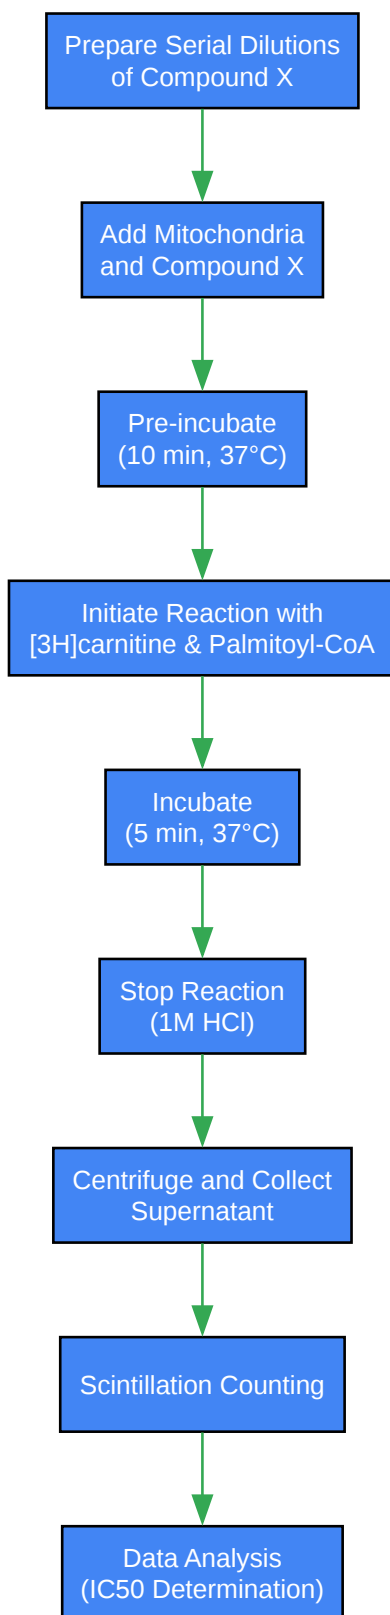 Prepare Serial Dilutions
of Compound X
Add Mitochondria
and Compound X
Pre-incubate
(10 min, 37°C)
Initiate Reaction with
[3H]carnitine & Palmitoyl-CoA
Incubate
(5 min, 37°C)
Stop Reaction
(1M HCl)
Centrifuge and Collect
Supernatant
Scintillation Counting
Data Analysis
(IC50 Determination)